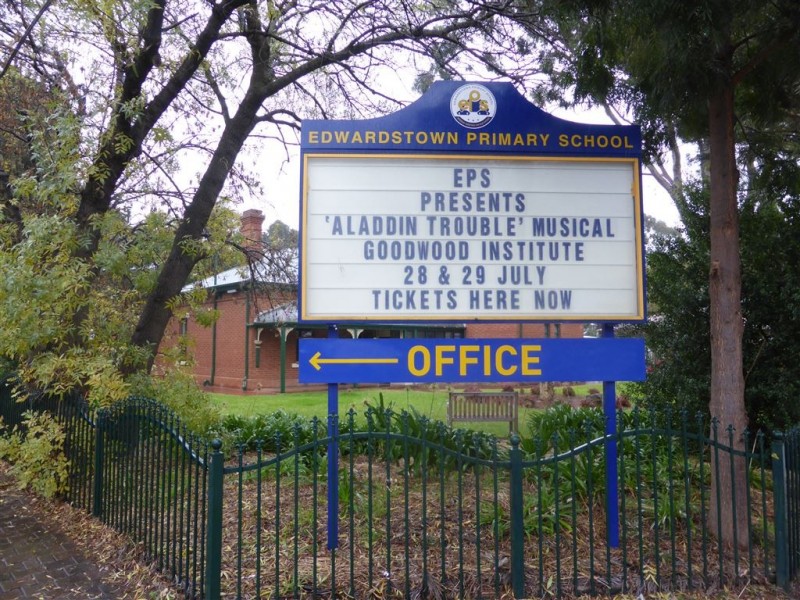 EDWARDSTOWN PRIMARY SCHOOL
EPS
PRESENTS
'ALADDIN TROUBLE' MUSICAL
GOODWOOD INSTITUTE
28 & 29 JULY
TICKETS HERE NOW
OFFICE